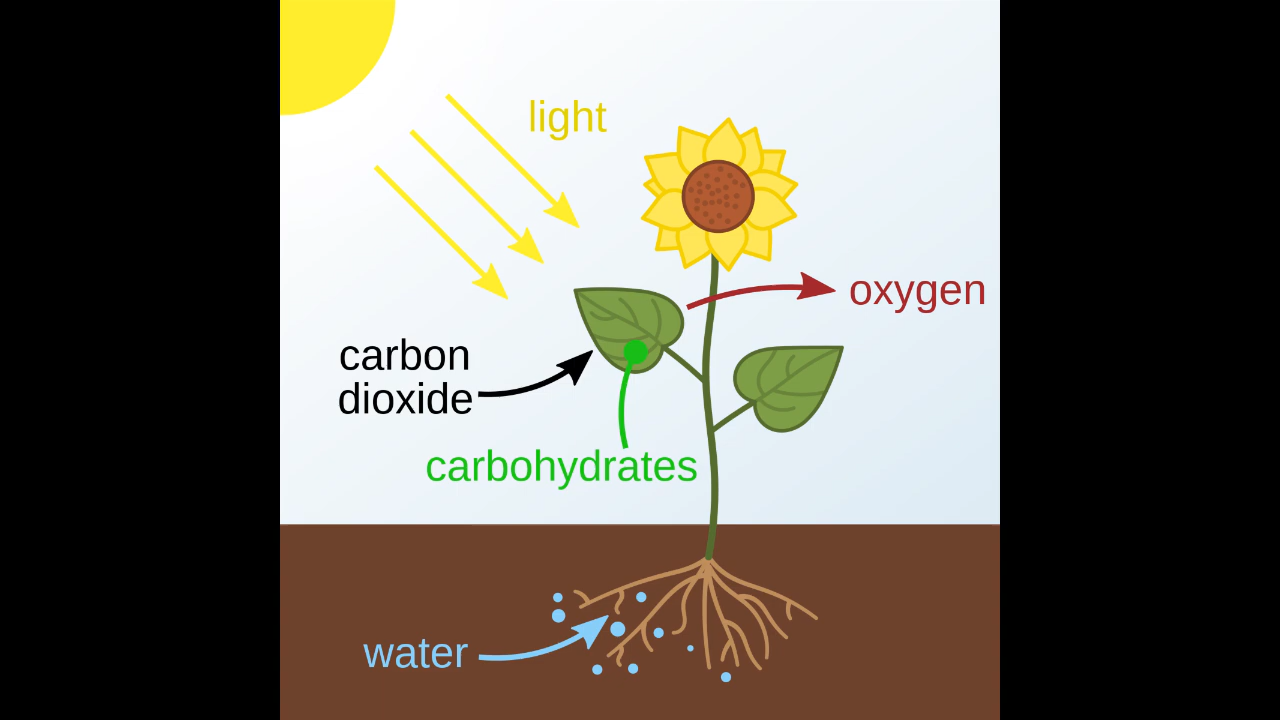 light
oxygen
carbon
dioxide
carbohydrates
water